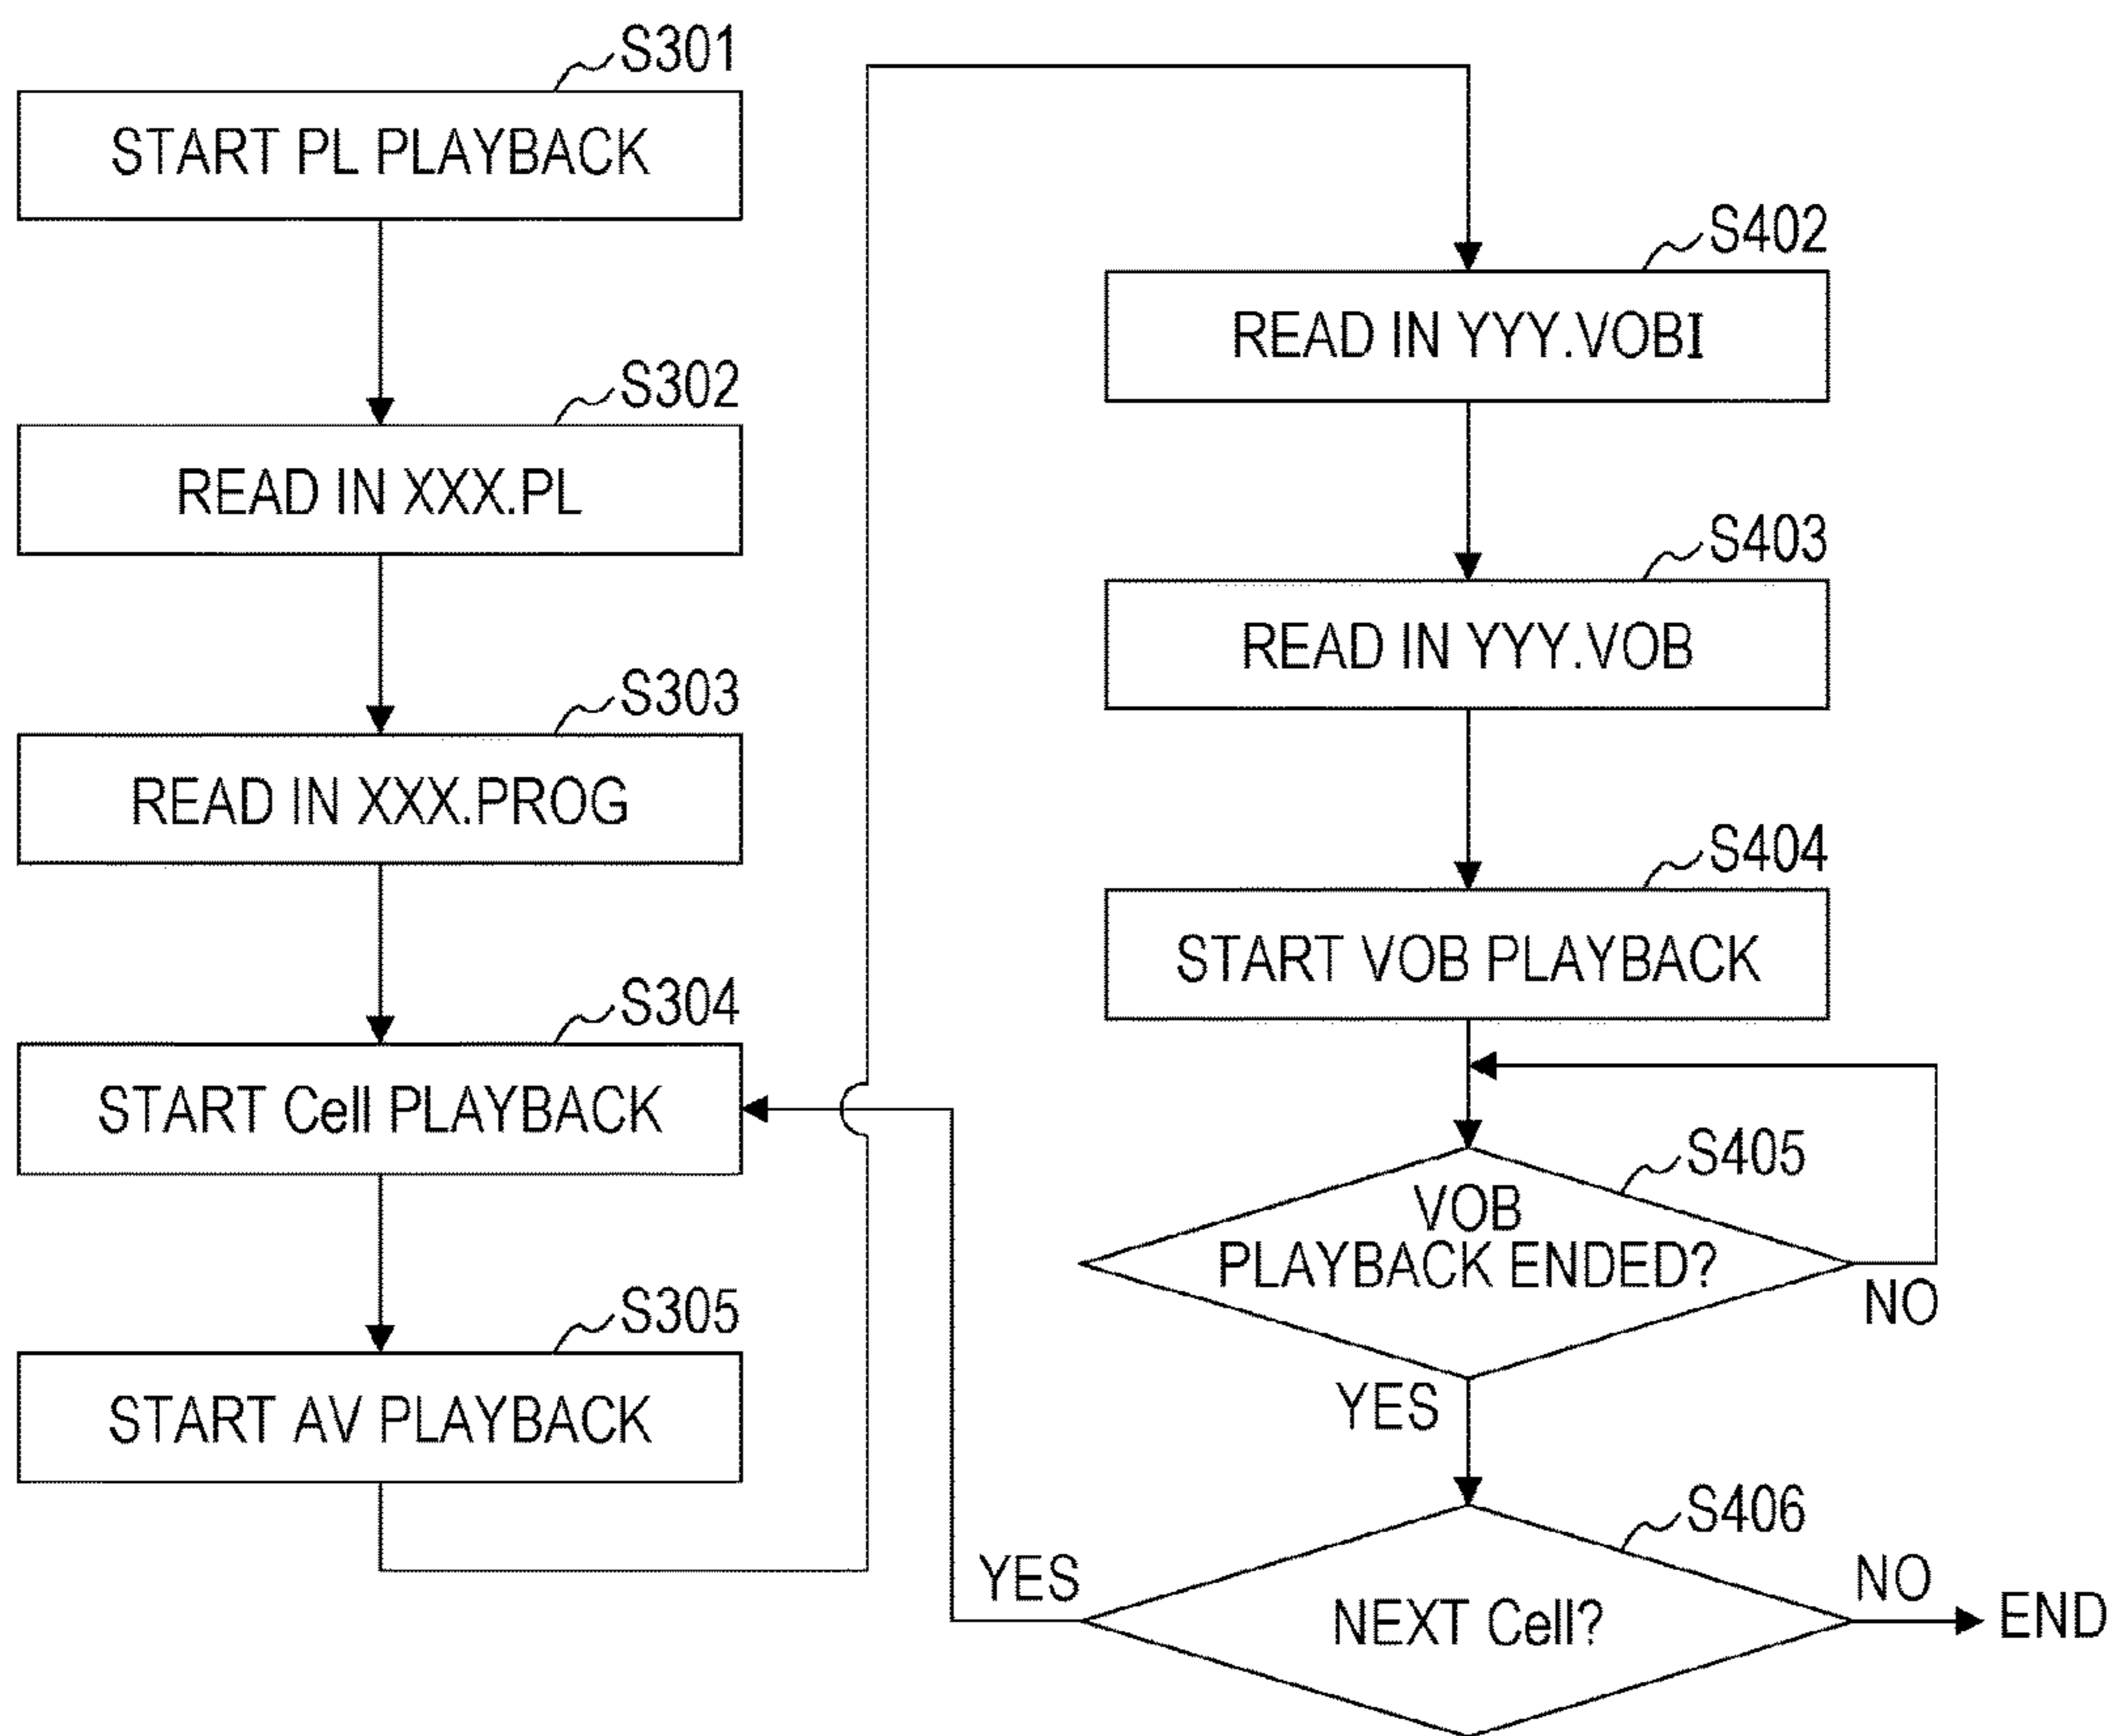 S301
START PL PLAYBACK
S302
READ IN XXX.PL
S303
READ IN XXX.PROG
S304
START Cell PLAYBACK
S305
START AV PLAYBACK
S402
READ IN YYY.VOBI
S403
READ IN YYY.VOB
S404
START VOB PLAYBACK
S405
VOB
PLAYBACK ENDED?
NO
YES
S406
YES
NEXT Cell?
NO
END